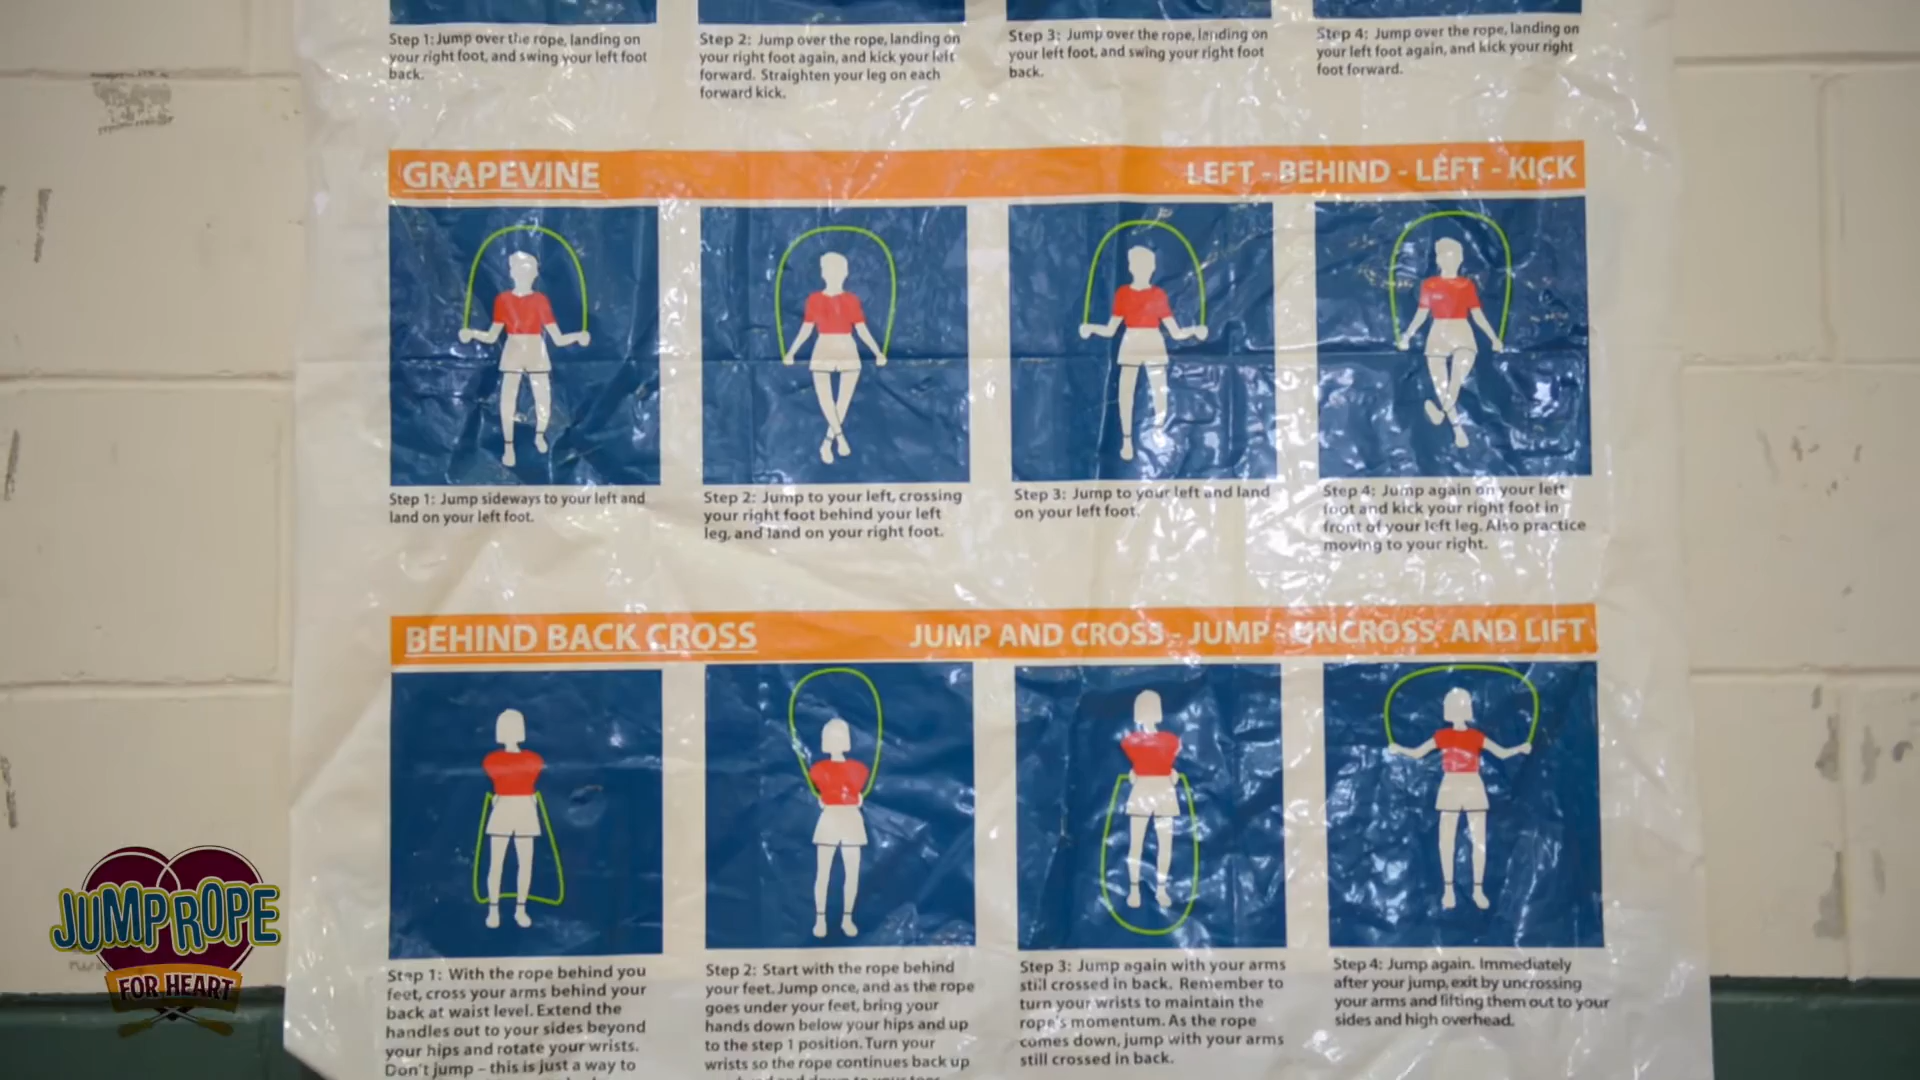 Step 1: Jump over the rope, landing on
your right foot, and swing your left foot
back.
Step 2: Jump over the rope, landing on
your right foot again, and kick your left
forward. Straighten your leg on each
forward kick.
Step 3: Jump over the rope, landing on
your left foot, and swing your right foot
back.
Step 4: Jump over the rope, landing on
your left foot again, and kick your right
foot forward.
GRAPEVINE
LEFT - BEHIND - LEFT - KICK
Step 1: Jump sideways to your left and
land on your left foot.
Step 2: Jump to your left, crossing
your right foot behind your left
leg, and land on your right foot.
Step 3: Jump to your left and land
on your left foot.
Step 4: Jump again on your left
foot and kick your right foot in
front of your left leg. Also practice
moving to your right.
BEHIND BACK CROSS
JUMP AND CROSS - JUMP - UNCROSS AND LIFT
Step 1: With the rope behind you
feet, cross your arms behind your
back at waist level. Extend the
handles out to your sides beyond
your hips and rotate your wrists.
Don't jump – this is just a way to
Step 2: Start with the rope behind
your feet. Jump once, and as the rope
goes under your feet, bring your
hands down below your hips and up
to the step 1 position. Turn your
wrists so the rope continues back up
Step 3: Jump again with your arms
still crossed in back. Remember to
turn your wrists to maintain the
rope's momentum. As the rope
comes down, jump with your arms
still crossed in back.
Step 4: Jump again. Immediately
after your jump, exit by uncrossing
your arms and lifting them out to your
sides and high overhead.
JUMP ROPE
FOR HEART